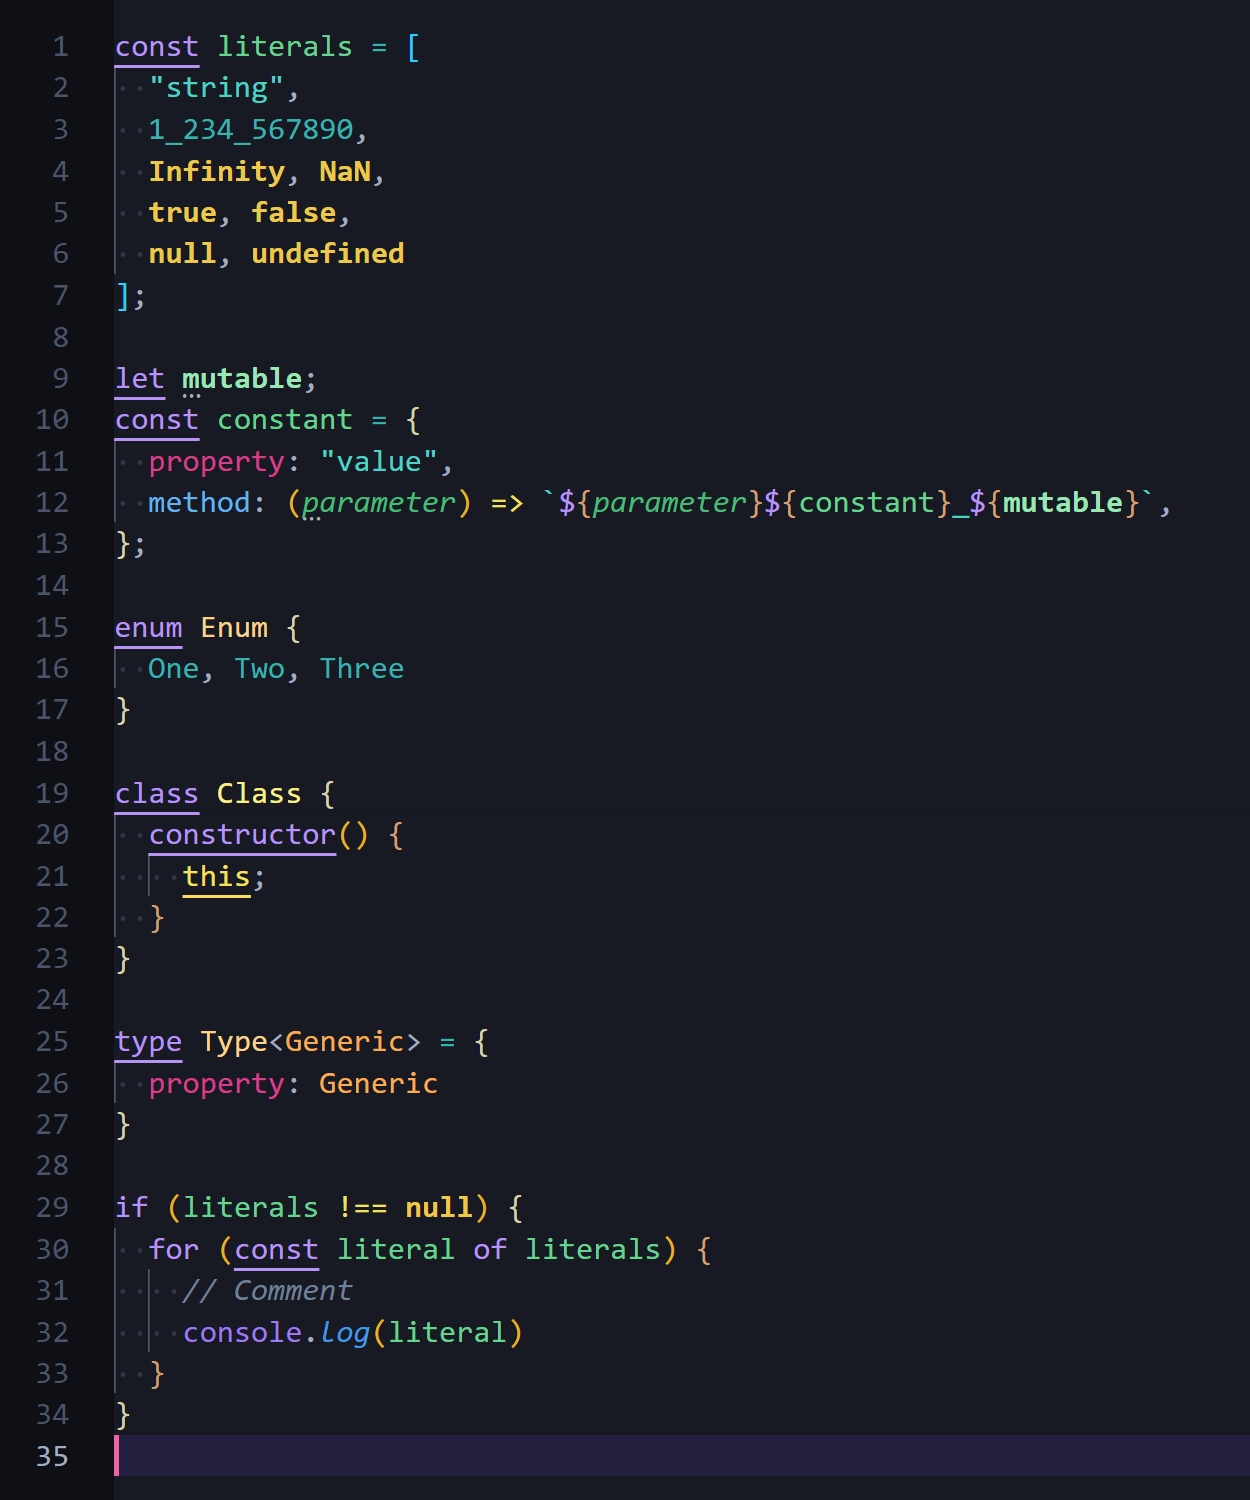 1 const literals = [
2   "string",
3   1_234_567890,
4   Infinity, NaN,
5   true, false,
6   null, undefined
7 ];
8
9 let mutable;
10 const constant = {
11   property: "value",
12   method: (parameter) => `${parameter}${constant}_${mutable}`,
13 };
14
15 enum Enum {
16   One, Two, Three
17 }
18
19 class Class {
20   constructor() {
21     this;
22   }
23 }
24
25 type Type<Generic> = {
26   property: Generic
27 }
28
29 if (literals !== null) {
30   for (const literal of literals) {
31     // Comment
32     console.log(literal)
33   }
34 }
35